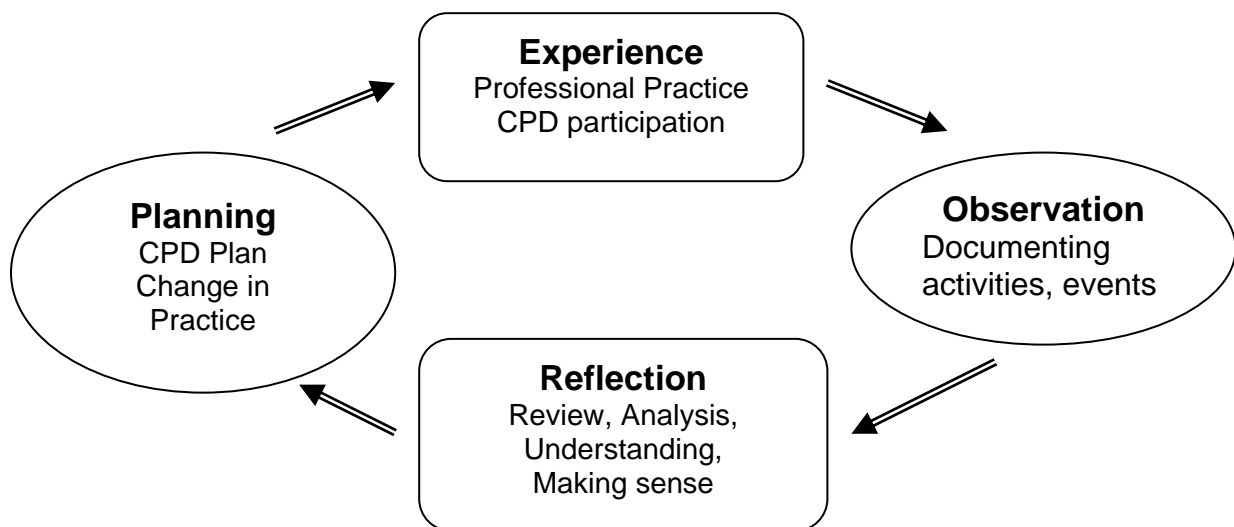 Experience
Professional Practice
CPD participation
Planning
CPD Plan
Change in
Practice
Observation
Documenting
activities, events
Reflection
Review, Analysis,
Understanding,
Making sense